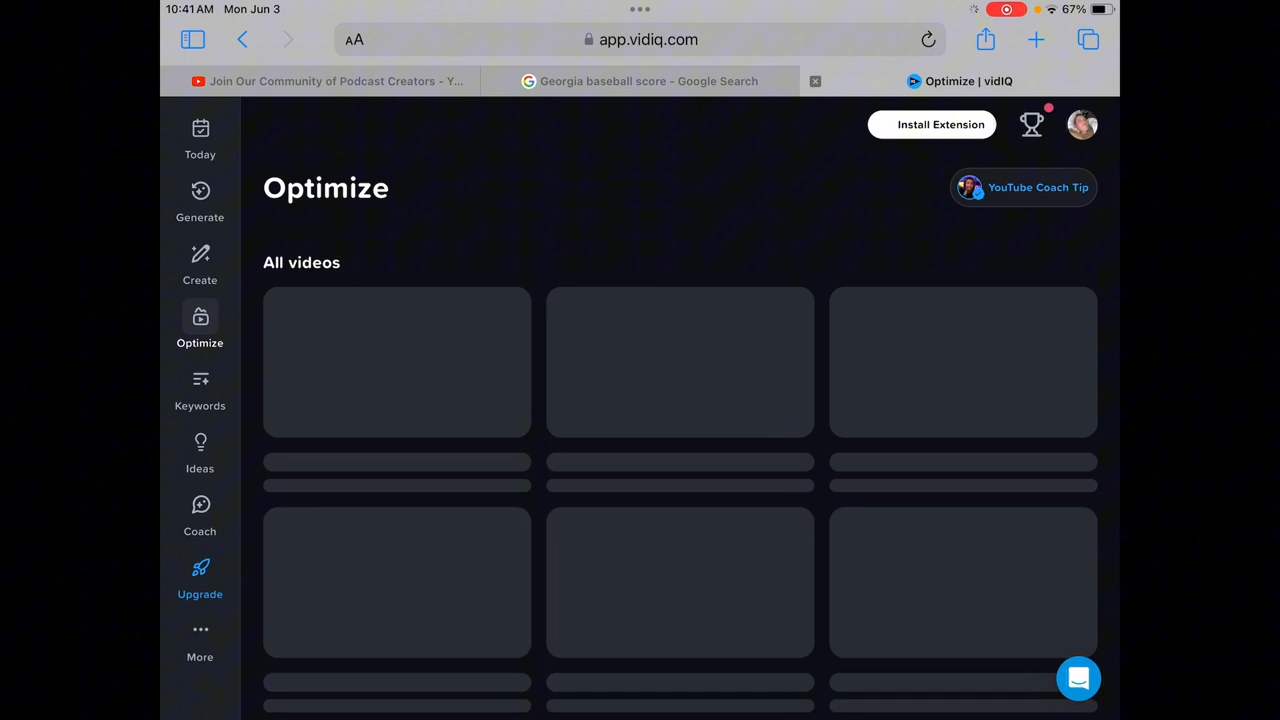 10:41 AM Mon Jun 3
67%
AA
app.vidiq.com
Join Our Community of Podcast Creators - Y...
Georgia baseball score - Google Search
Optimize | vidIQ
Install Extension
Today
Optimize
YouTube Coach Tip
Generate
All videos
Create
Optimize
Keywords
Ideas
Coach
Upgrade
More